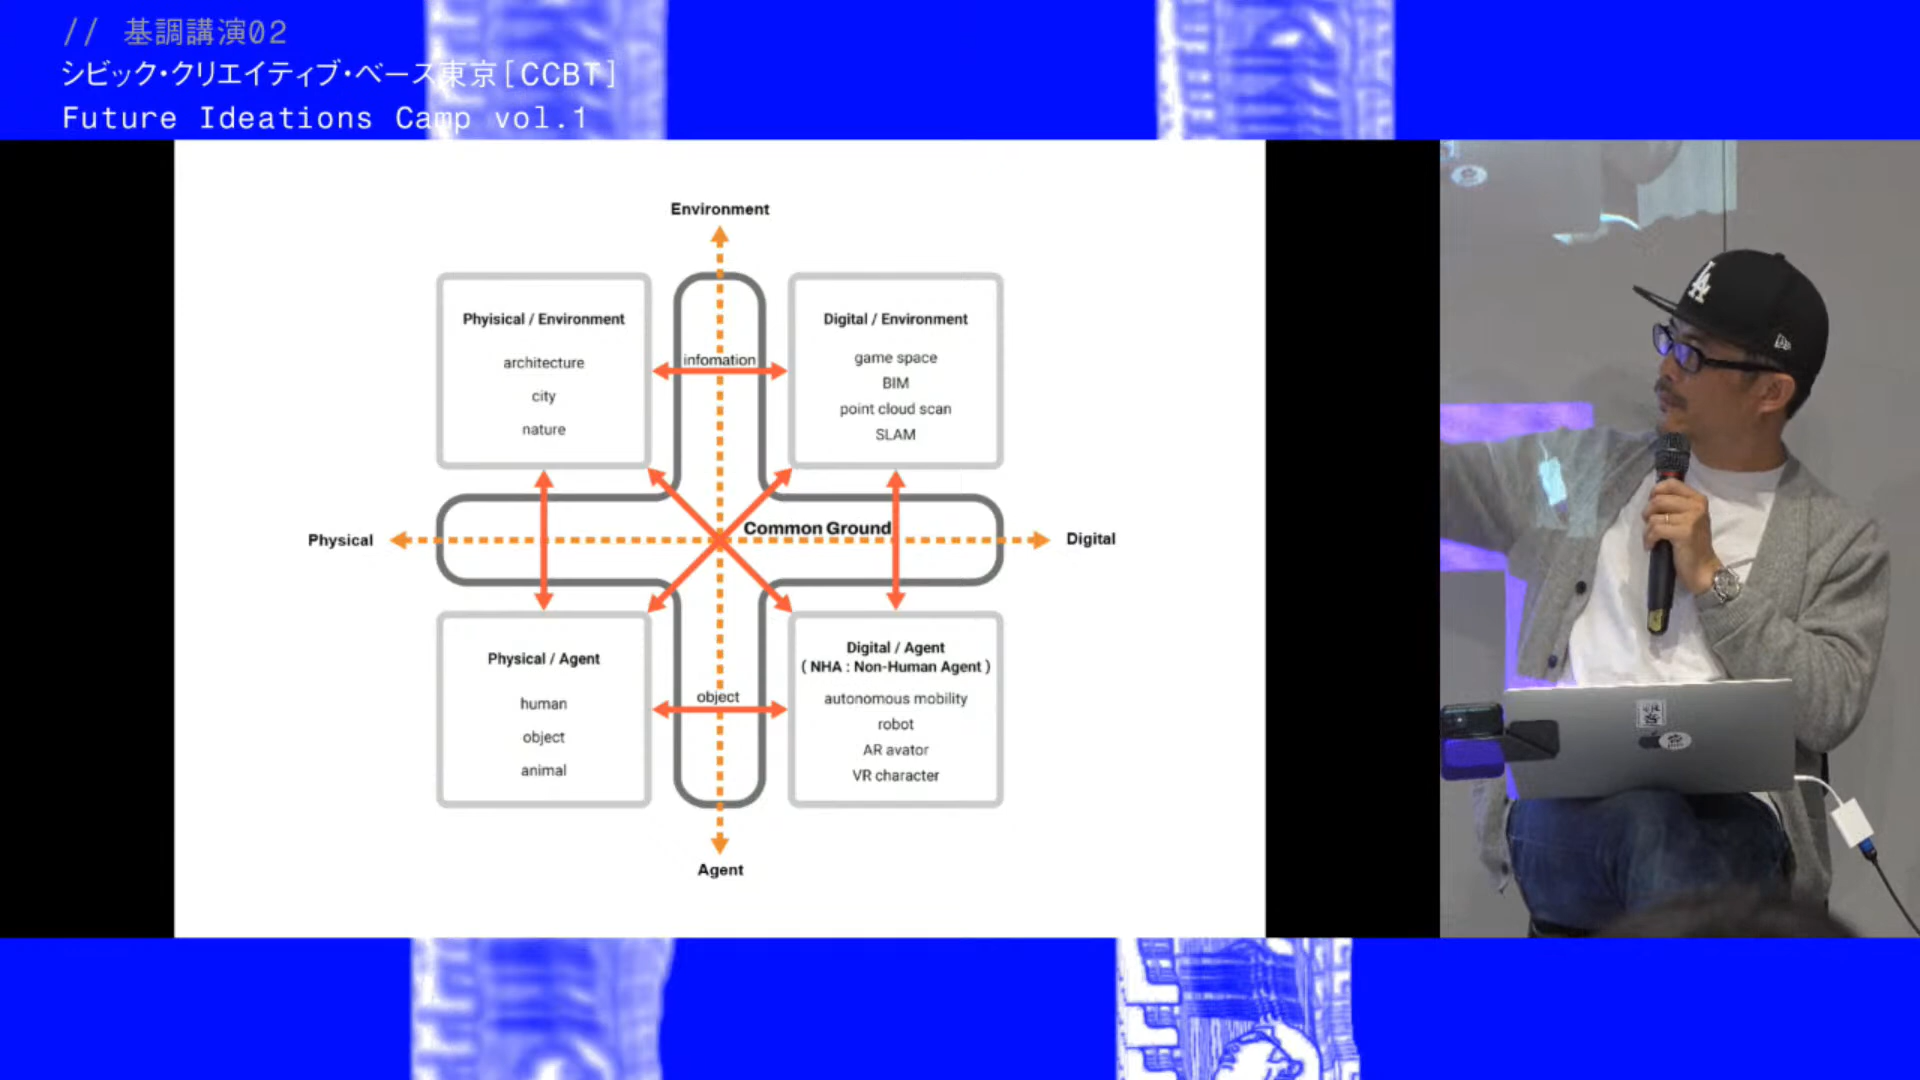 // 基調講演02
シビック・クリエイティブ・ベース東京[CCBT]
Future Ideations Camp vol.1
Environment
Phyisical / Environment
architecture
city
nature
infomation
Digital / Environment
game space
BIM
point cloud scan
SLAM
Physical
Common Ground
Digital
Physical / Agent
human
object
animal
object
Digital / Agent
( NHA : Non-Human Agent )
autonomous mobility
robot
AR avator
VR character
Agent
LA